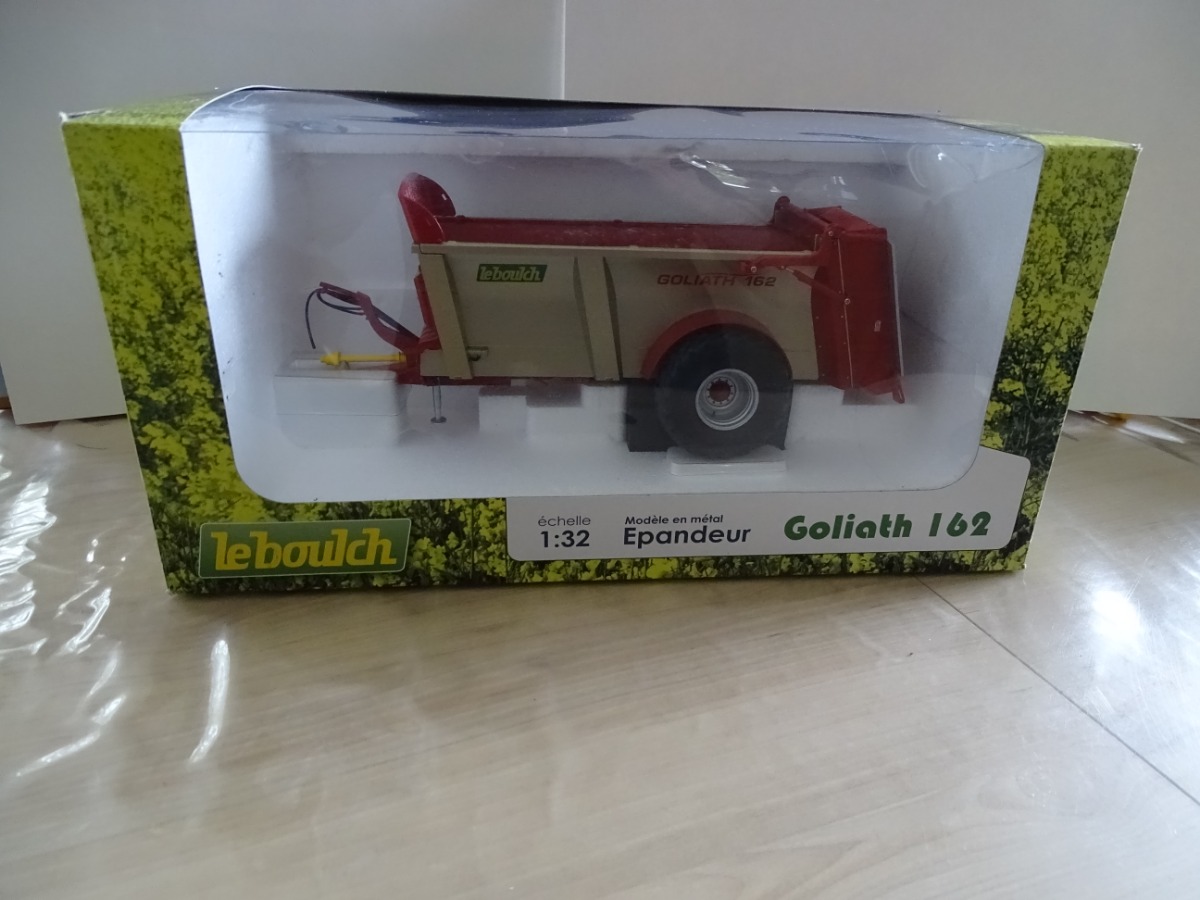 leboulch
GOLIATH 162
leboulch
échelle
1:32
Modèle en métal
Epandeur
Goliath 162